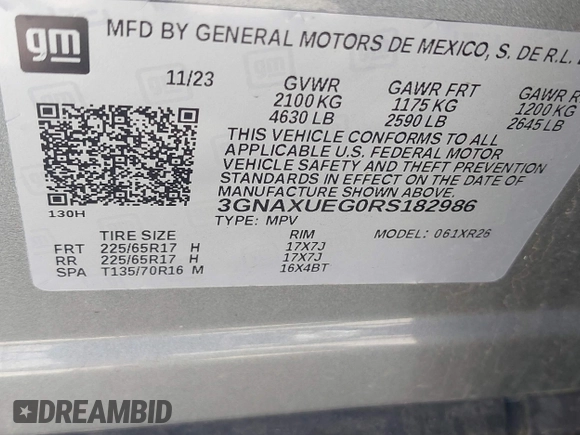 gm
MFD BY GENERAL MOTORS DE MEXICO, S. DE R.L.
11/23 GVWR GAWR FRT GAWR R
2100 KG 1175 KG 1200 KG
4630 LB 2590 LB 2645 LB
THIS VEHICLE CONFORMS TO ALL
APPLICABLE U.S. FEDERAL MOTOR
VEHICLE SAFETY AND THEFT PREVENTION
STANDARDS IN EFFECT ON THE DATE OF
MANUFACTURE SHOWN ABOVE.
3GNAXUEG0RS182986
130H TYPE: MPV MODEL: 061XR26
TIRE SIZE RIM
FRT 225/65R17 H 17X7J
RR 225/65R17 H 17X7J
SPA T135/70R16 M 16X4BT
DREAMBID